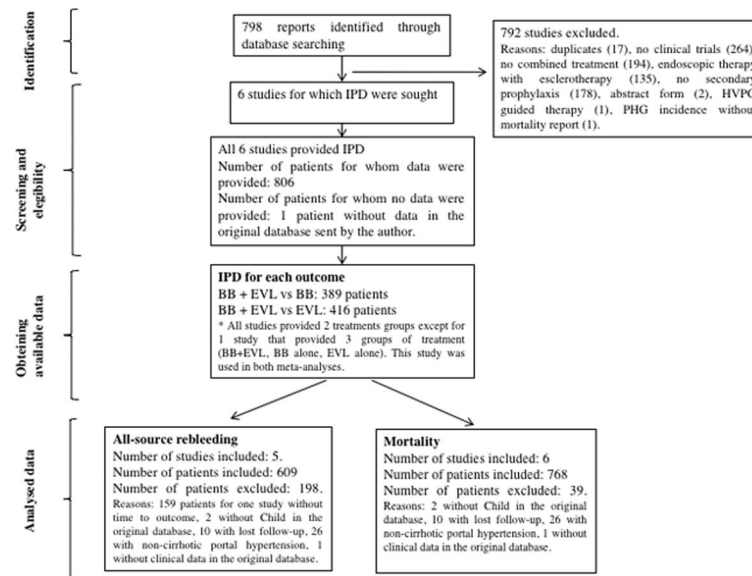 Identification
798 reports identified through
database searching
792 studies excluded.
Reasons: duplicates (17), no clinical trials (264)
no combined treatment (194), endoscopic therapy
with esclerotherapy (135), no secondary
prophylaxis (178), abstract form (2), HVPG
guided therapy (1), PHG incidence without
mortality report (1).
6 studies for which IPD were sought
Screening and
elegibility
All 6 studies provided IPD
Number of patients for whom data were
provided: 806
Number of patients for whom no data were
provided: 1 patient without data in the
original database sent by the author.
Obteining
available data
IPD for each outcome
BB + EVL vs BB: 389 patients
BB + EVL vs EVL: 416 patients
* All studies provided 2 treatments groups except for
1 study that provided 3 groups of treatment
(BB+EVL, BB alone, EVL alone). This study was
used in both meta-analyses.
Analysed data
All-source rebleeding
Number of studies included: 5.
Number of patients included: 609
Number of patients excluded: 198.
Reasons: 159 patients for one study without
time to outcome, 2 without Child in the
original database, 10 with lost follow-up, 26
with non-cirrhotic portal hypertension, 1
without clinical data in the original database.
Mortality
Number of studies included: 6
Number of patients included: 768
Number of patients excluded: 39.
Reasons: 2 without Child in the original
database, 10 with lost follow-up, 26 with
non-cirrhotic portal hypertension, 1 without
clinical data in the original database.